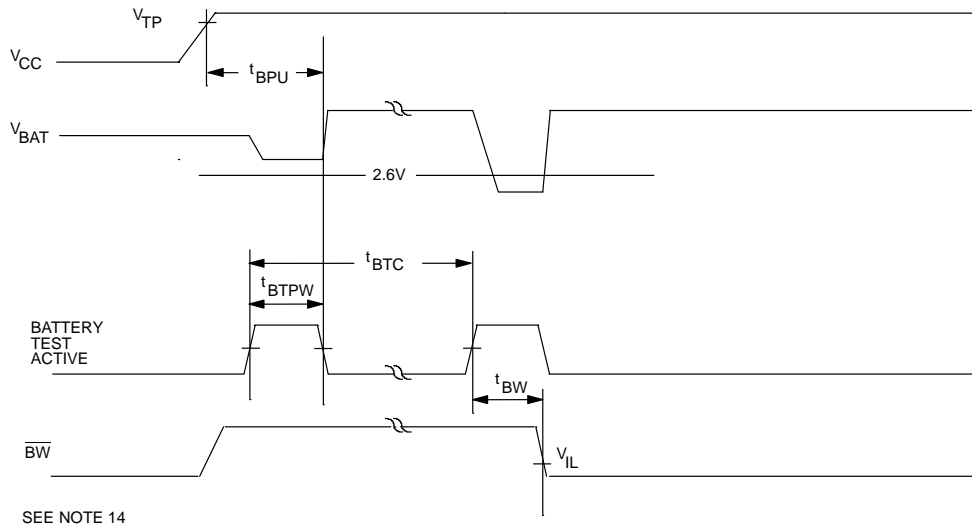 VTP
VCC
tBPU
VBAT
2.6V
tBTC
tBTPW
BATTERY
TEST
ACTIVE
tBW
BW
VIL
SEE NOTE 14